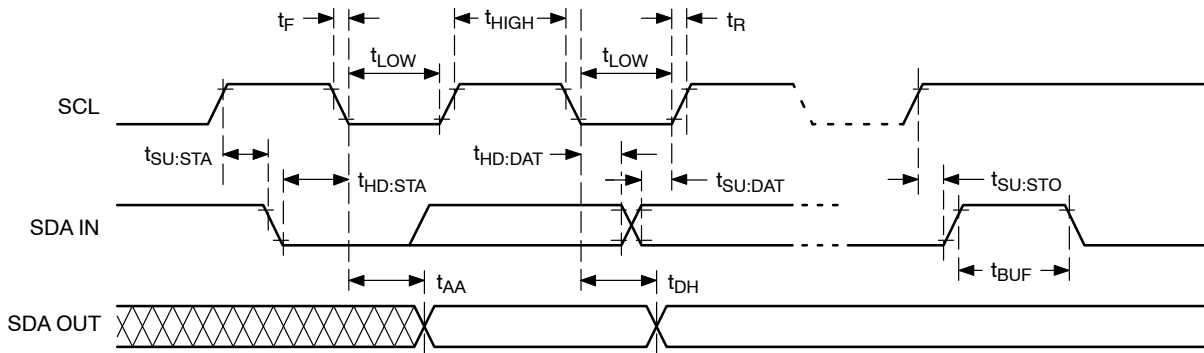 tF
tHIGH
tR
tLOW
tLOW
SCL
tSU:STA
tHD:STA
tHD:DAT
tSU:DAT
tSU:STO
SDA IN
tBUF
tAA
tDH
SDA OUT